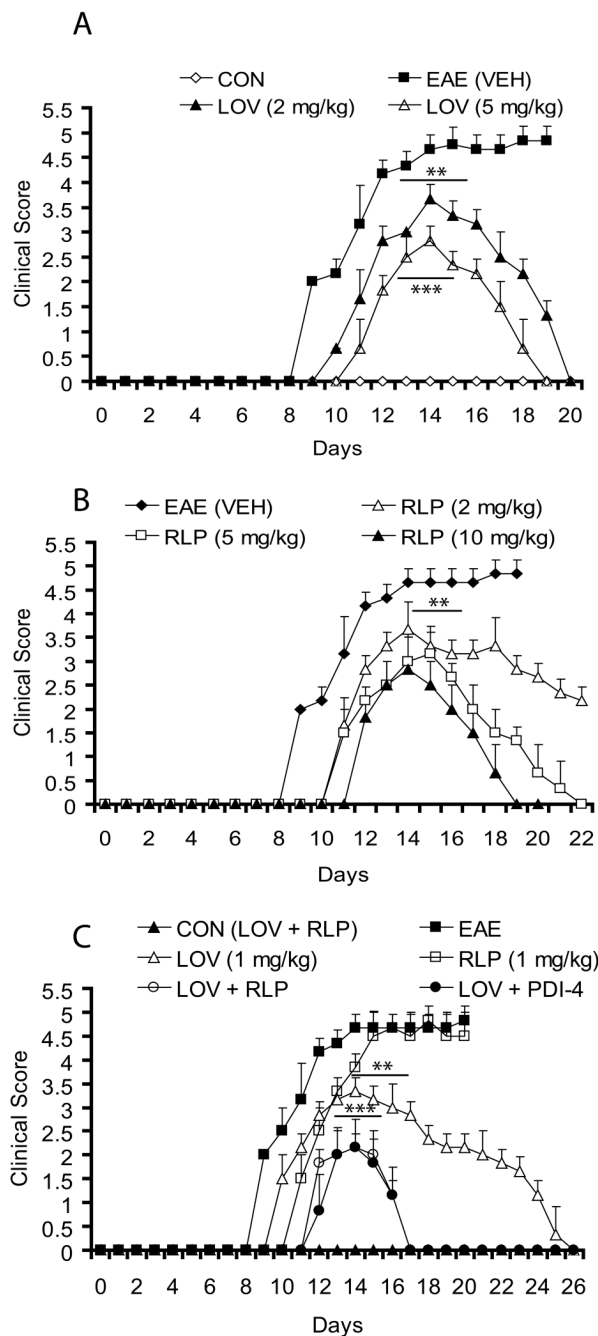 A
CON EAE (VEH)
LOV (2 mg/kg) LOV (5 mg/kg)
5.5
5
4.5
4
3.5
3
2.5
2
1.5
1
0.5
0
Clinical Score
**
***
0 2 4 6 8 10 12 14 16 18 20
Days
B
EAE (VEH) RLP (2 mg/kg)
RLP (5 mg/kg) RLP (10 mg/kg)
5.5
5
4.5
4
3.5
3
2.5
2
1.5
1
0.5
0
Clinical Score
**
0 2 4 6 8 10 12 14 16 18 20 22
Days
C
CON (LOV + RLP) EAE
LOV (1 mg/kg) RLP (1 mg/kg)
LOV + RLP LOV + PDI-4
5.5
5
4.5
4
3.5
3
2.5
2
1.5
1
0.5
0
Clinical Score
**
***
0 2 4 6 8 10 12 14 16 18 20 22 24 26
Days